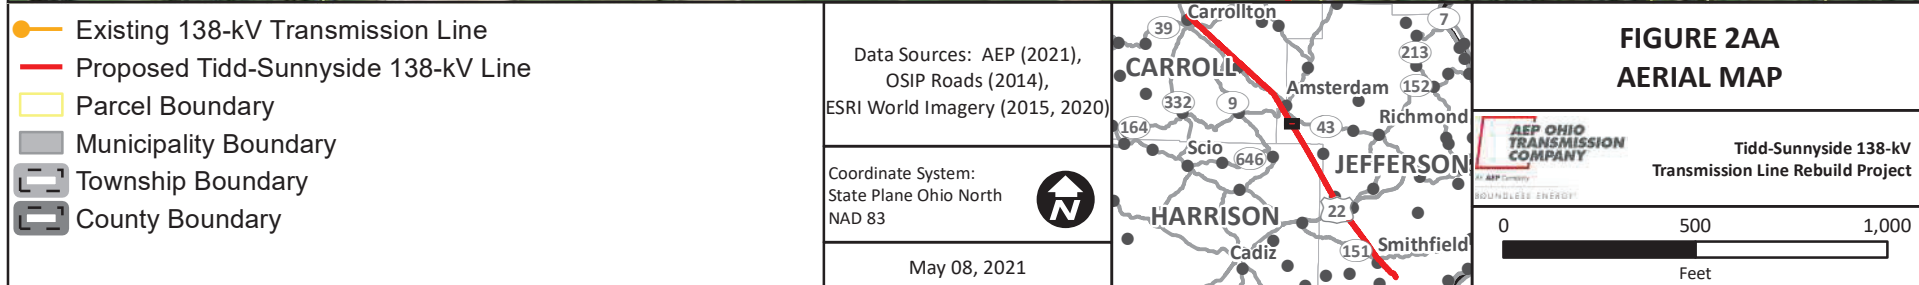 Existing 138-kV Transmission Line
Proposed Tidd-Sunnyside 138-kV Line
Parcel Boundary
Municipality Boundary
Township Boundary
County Boundary
Data Sources: AEP (2021),
OSIP Roads (2014),
ESRI World Imagery (2015, 2020)
Coordinate System:
State Plane Ohio North
NAD 83
N
May 08, 2021
Carrollton
39
7
213
CARROLL
Amsterdam
152
332
9
Richmond
164
43
Scio
646
JEFFERSON
HARRISON
22
Cadiz
151
Smithfield
FIGURE 2AA
AERIAL MAP
AEP OHIO
TRANSMISSION
COMPANY
An AEP Company
BOUNDLESS ENERGY
Tidd-Sunnyside 138-kV
Transmission Line Rebuild Project
0 500 1,000
Feet